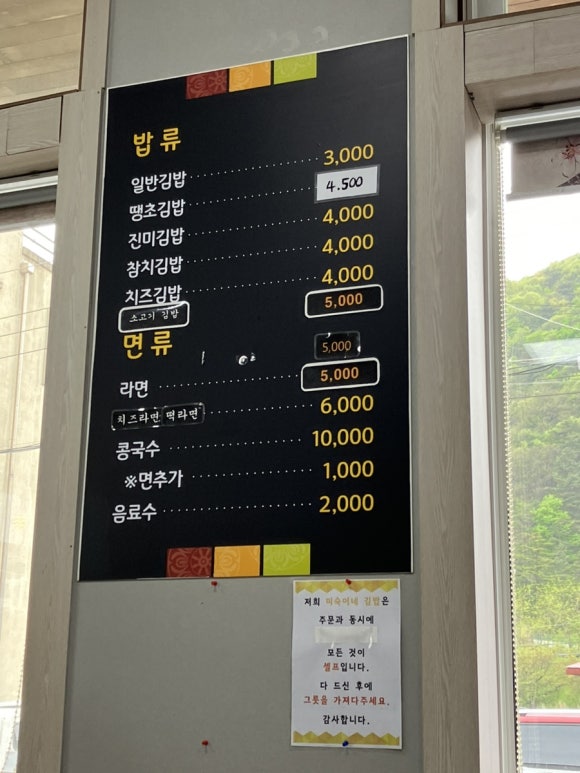 밥류
일반김밥 3,000
땡초김밥 4.500
진미김밥 4,000
참치김밥 4,000
치즈김밥 4,000
소고기 김밥 5,000
면류
5,000
라면 5,000
치즈라면 떡라면 6,000
콩국수 10,000
※면추가 1,000
음료수 2,000
저희 미숙이네 김밥은
주문과 동시에
모든 것이
셀프입니다.
다 드신 후에
그릇을 가져다주세요.
감사합니다.